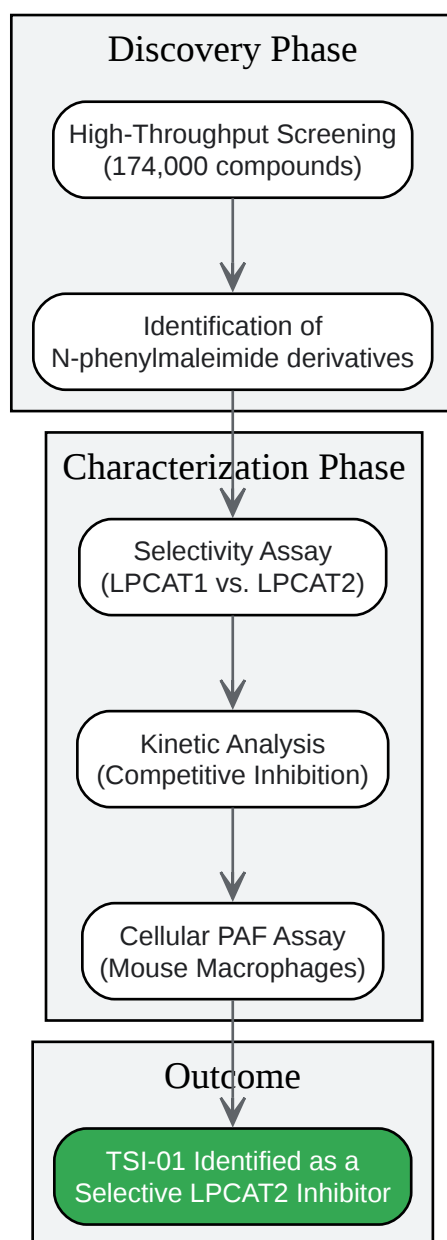 Discovery Phase
High-Throughput Screening
(174,000 compounds)
Identification of
N-phenylmaleimide derivatives
Characterization Phase
Selectivity Assay
(LPCAT1 vs. LPCAT2)
Kinetic Analysis
(Competitive Inhibition)
Cellular PAF Assay
(Mouse Macrophages)
Outcome
TSI-01 Identified as a
Selective LPCAT2 Inhibitor